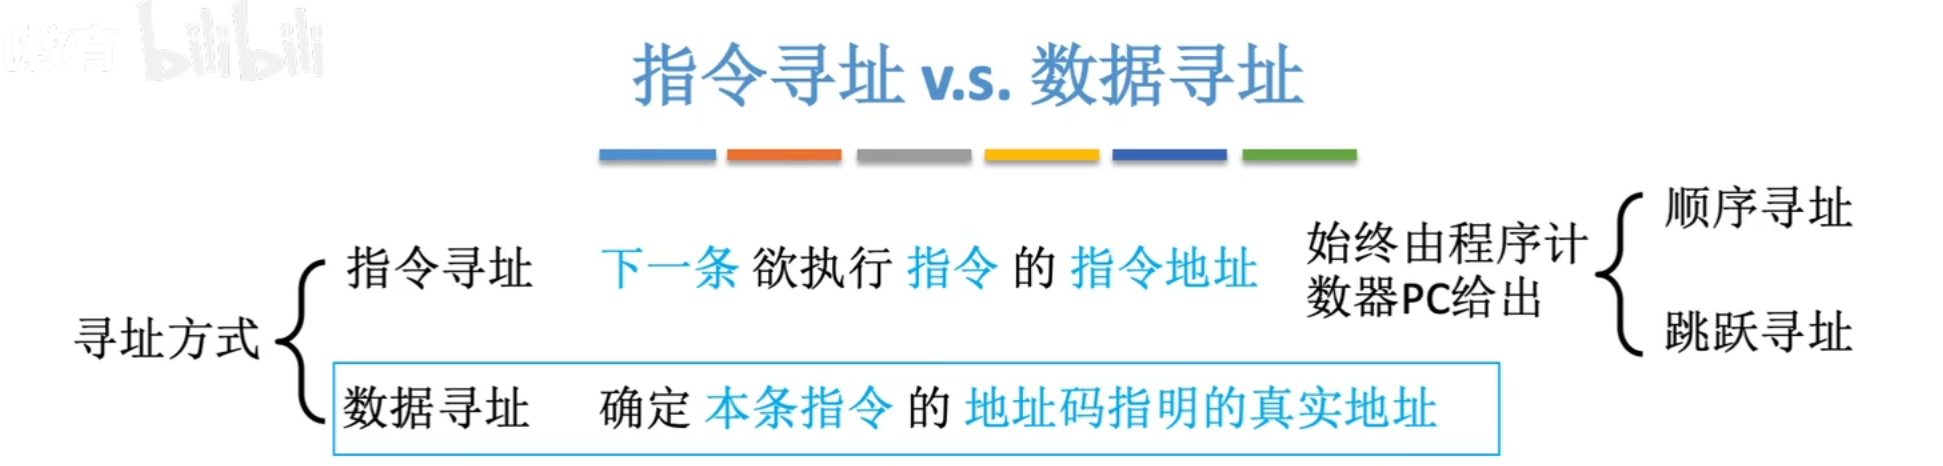 教育 bilibili
指令寻址 v.s. 数据寻址
寻址方式
指令寻址 下一条 欲执行 指令 的 指令地址
始终由程序计
数器PC给出
顺序寻址
跳跃寻址
数据寻址 确定 本条指令 的 地址码指明的真实地址